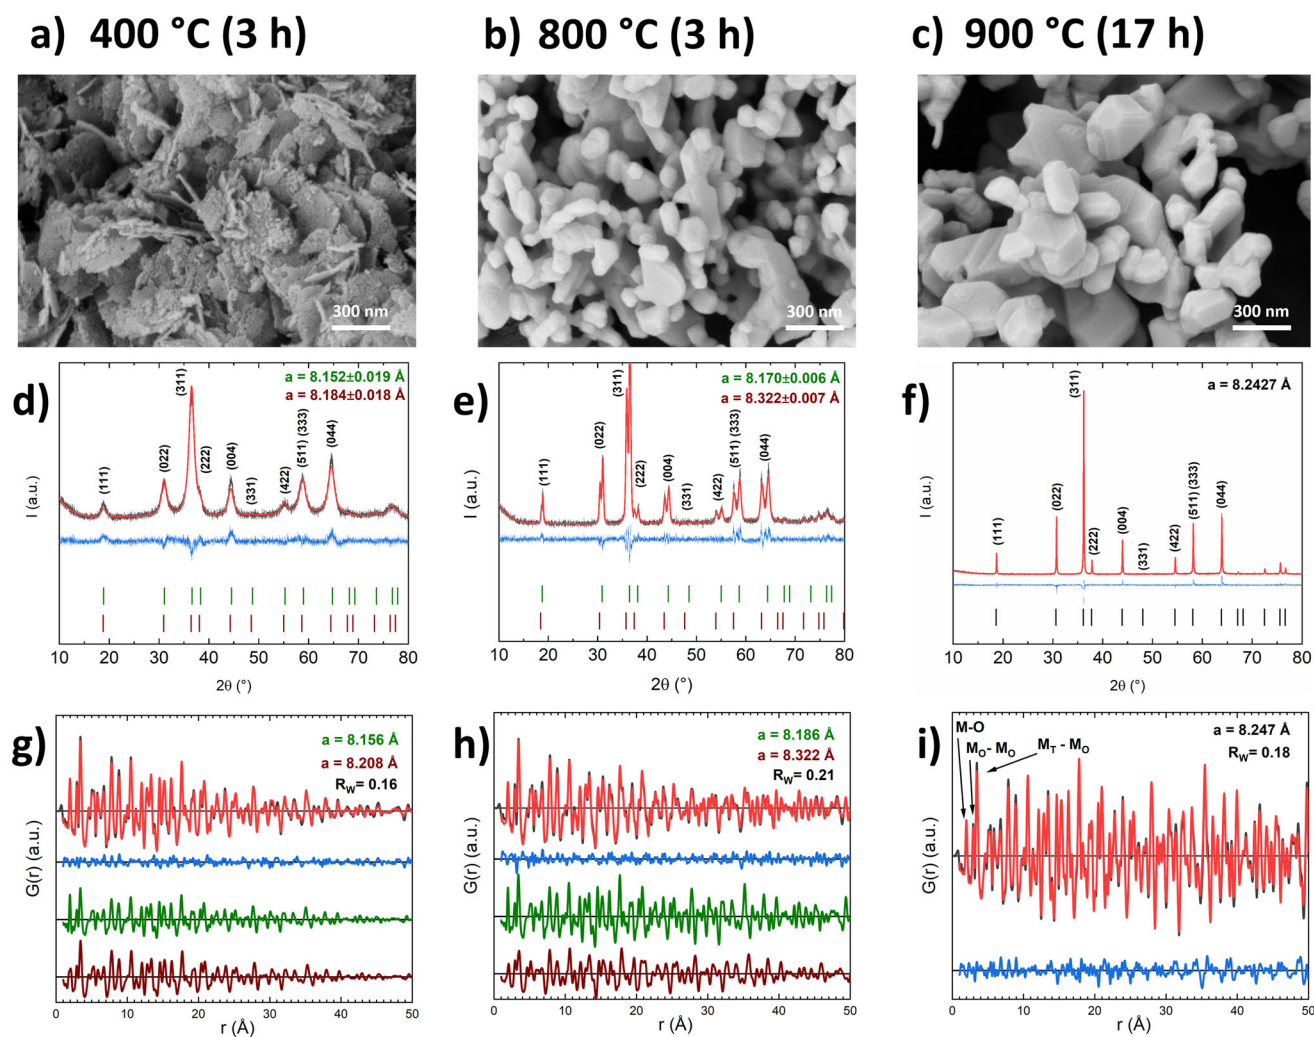 a) 400 °C (3 h)
b) 800 °C (3 h)
c) 900 °C (17 h)
300 nm
300 nm
300 nm
d)
a = 8.152±0.019 Å
a = 8.184±0.018 Å
(111)
(022)
(311)
(222)
(004)
(331)
(422)
(511) (333)
(044)
I (a.u.)
10 20 30 40 50 60 70 80
2θ (°)
e)
a = 8.170±0.006 Å
a = 8.322±0.007 Å
(111)
(022)
(311)
(222)
(004)
(331)
(422)
(511) (333)
(044)
I (a.u.)
10 20 30 40 50 60 70 80
2θ (°)
f)
a = 8.2427 Å
(111)
(022)
(311)
(222)
(004)
(331)
(422)
(511) (333)
(044)
I (a.u.)
10 20 30 40 50 60 70 80
2θ (°)
g)
a = 8.156 Å
a = 8.208 Å
R_W= 0.16
G(r) (a.u.)
0 10 20 30 40 50
r (Å)
h)
a = 8.186 Å
a = 8.322 Å
R_W= 0.21
G(r) (a.u.)
0 10 20 30 40 50
r (Å)
i)
M-O
M_O- M_O
M_T - M_O
a = 8.247 Å
R_W= 0.18
G(r) (a.u.)
0 10 20 30 40 50
r (Å)